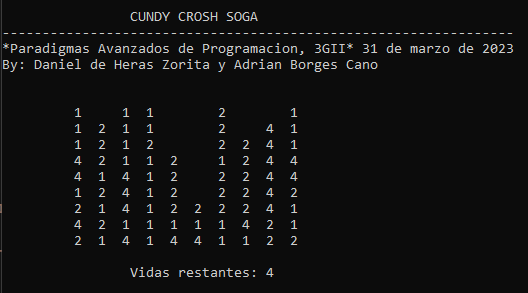 CUNDY CROSH SOGA
----------------------------------------------------------------
*Paradigmas Avanzados de Programacion, 3GII* 31 de marzo de 2023
By: Daniel de Heras Zorita y Adrian Borges Cano
1     1  1        2        1
1  2  1  1        2     4  1
1  2  1  2        2  2  4  1
4  2  1  1  2     1  2  4  4
4  1  4  1  2     2  2  4  4
1  2  4  1  2     2  2  4  2
2  1  4  1  2  2  2  2  4  1
4  2  1  1  1  1  1  4  2  1
2  1  4  1  4  4  1  1  2  2
Vidas restantes: 4